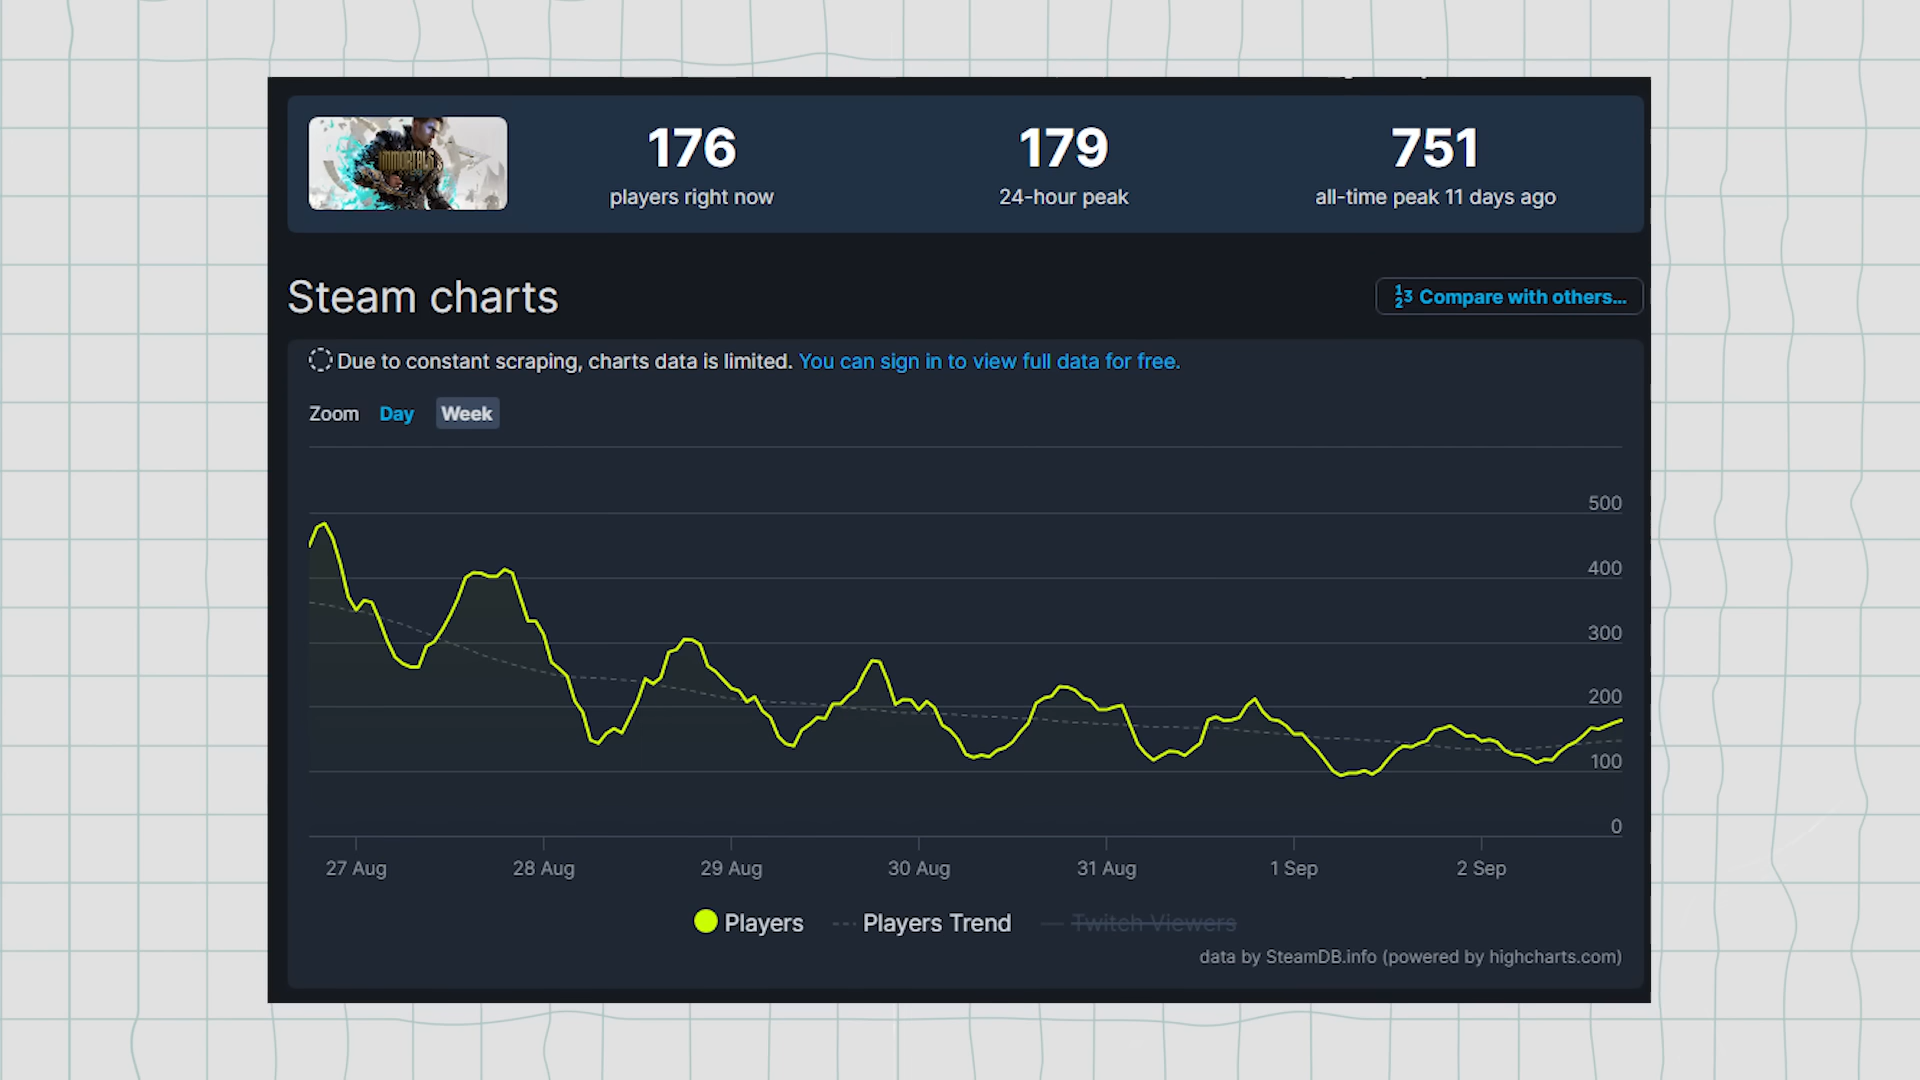 IMMORTALS
176
players right now
179
24-hour peak
751
all-time peak 11 days ago
Steam charts
123 Compare with others...
Due to constant scraping, charts data is limited. You can sign in to view full data for free.
Zoom Day Week
500
400
300
200
100
0
27 Aug 28 Aug 29 Aug 30 Aug 31 Aug 1 Sep 2 Sep
Players Players Trend Twitch Viewers
data by SteamDB.info (powered by highcharts.com)